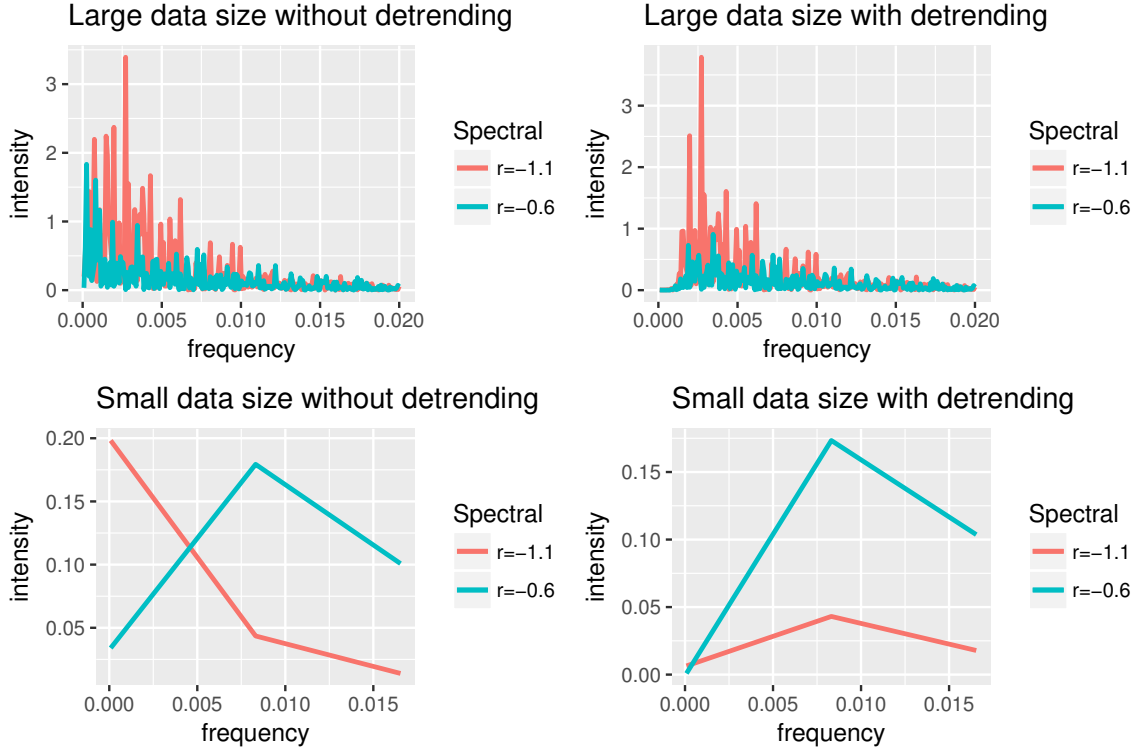 Large data size without detrending
3
2
1
0
intensity
0.000 0.005 0.010 0.015 0.020
frequency
Spectral
r=−1.1
r=−0.6
Large data size with detrending
3
2
1
0
intensity
0.000 0.005 0.010 0.015 0.020
frequency
Spectral
r=−1.1
r=−0.6
Small data size without detrending
0.20
0.15
0.10
0.05
intensity
0.000 0.005 0.010 0.015
frequency
Spectral
r=−1.1
r=−0.6
Small data size with detrending
0.15
0.10
0.05
0.00
intensity
0.000 0.005 0.010 0.015
frequency
Spectral
r=−1.1
r=−0.6